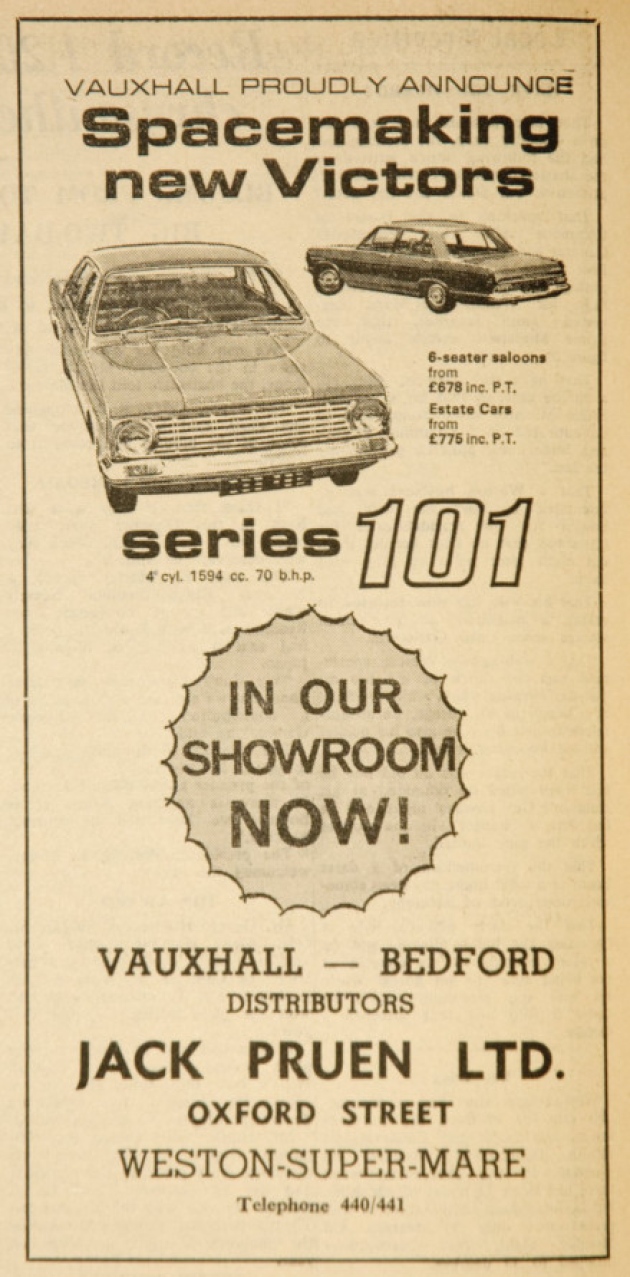 VAUXHALL PROUDLY ANNOUNCE
Spacemaking
new Victors
6-seater saloons
from
£678 inc. P.T.
Estate Cars
from
£775 inc. P.T.
series 101
4 cyl. 1594 cc. 70 b.h.p.
IN OUR
SHOWROOM
NOW!
VAUXHALL — BEDFORD
DISTRIBUTORS
JACK PRUEN LTD.
OXFORD STREET
WESTON-SUPER-MARE
Telephone 440/441